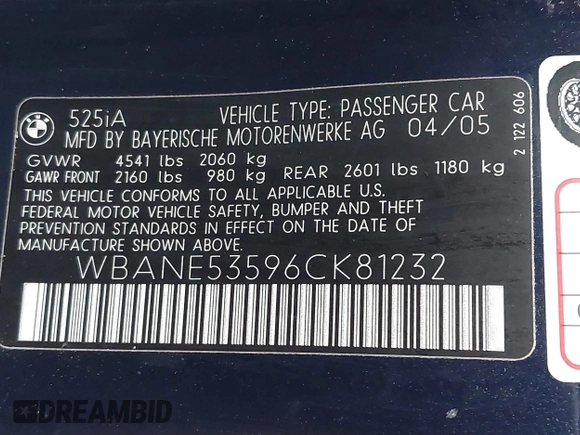 BMW
525iA VEHICLE TYPE: PASSENGER CAR
MFD BY BAYERISCHE MOTORENWERKE AG 04/05
GVWR 4541 lbs 2060 kg
GAWR FRONT 2160 lbs 980 kg REAR 2601 lbs 1180 kg
THIS VEHICLE CONFORMS TO ALL APPLICABLE U.S.
FEDERAL MOTOR VEHICLE SAFETY, BUMPER AND THEFT
PREVENTION STANDARDS IN EFFECT ON THE DATE OF
MANUFACTURE SHOWN ABOVE.
WBANE53596CK81232
2 122 606
DREAMBID